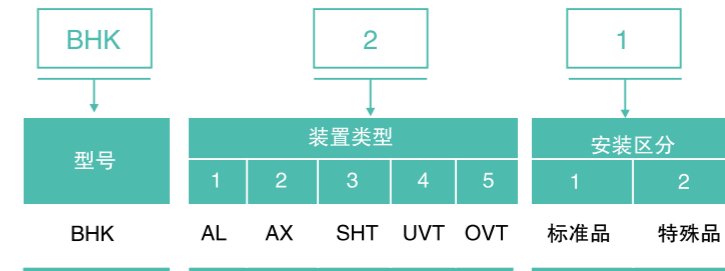 BHK 2 1
型号 装置类型 安装区分
1 2 3 4 5 1 2
BHK AL AX SHT UVT OVT 标准品 特殊品